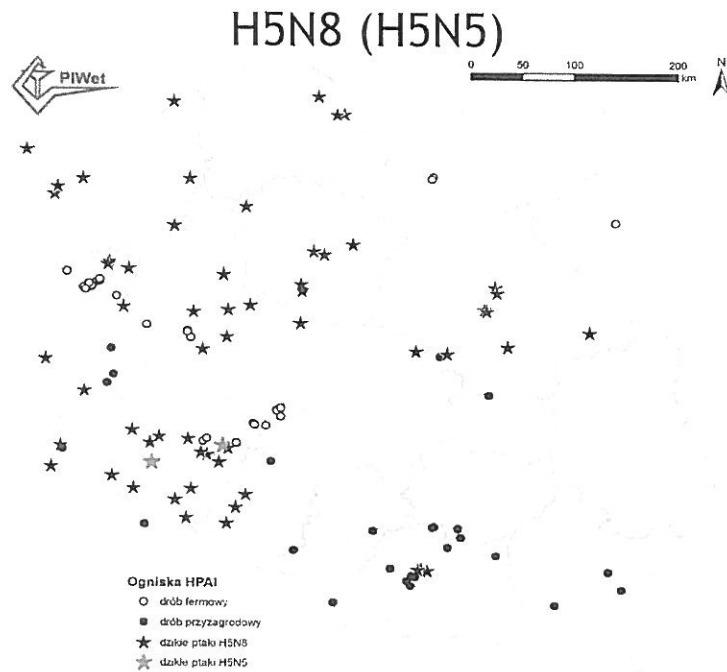 H5N8 (H5N5)
PIWet
0 50 100 200
km
N
Ogniska HPAI
drób fermowy
drób przyzagrodowy
dzikie ptaki H5N8
dzikie ptaki H5N5